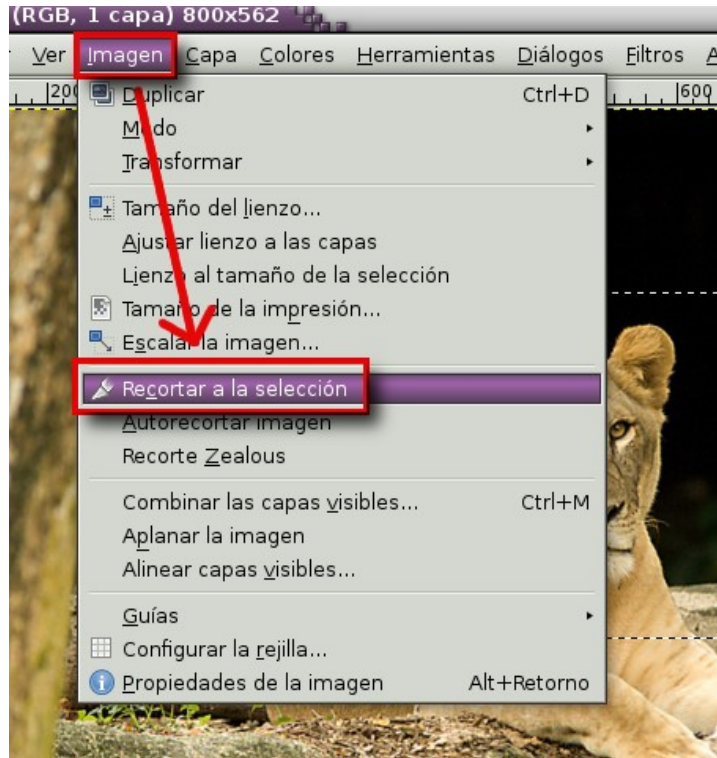 (RGB, 1 capa) 800x562
Ver Imagen Capa Colores Herramientas Diálogos Filtros A
200 600
Duplicar Ctrl+D
Modo
Transformar
Tamaño del lienzo...
Ajustar lienzo a las capas
Lienzo al tamaño de la selección
Tamaño de la impresión...
Escalar la imagen...
Recortar a la selección
Autorecortar imagen
Recorte Zealous
Combinar las capas visibles... Ctrl+M
Aplanar la imagen
Alinear capas visibles...
Guías
Configurar la rejilla...
Propiedades de la imagen Alt+Retorno